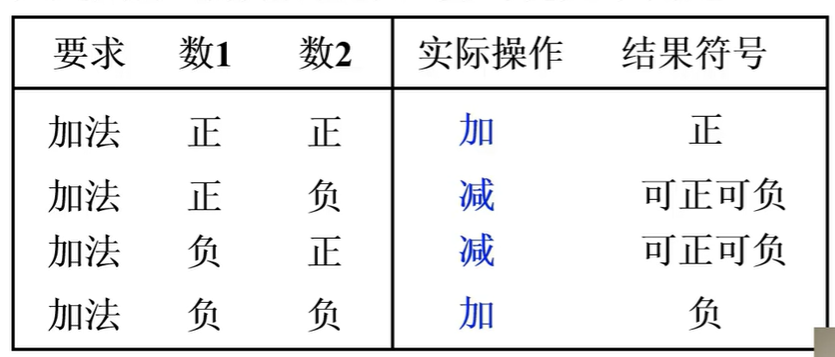 要求 数1 数2 实际操作 结果符号
加法 正 正 加 正
加法 正 负 减 可正可负
加法 负 正 减 可正可负
加法 负 负 加 负